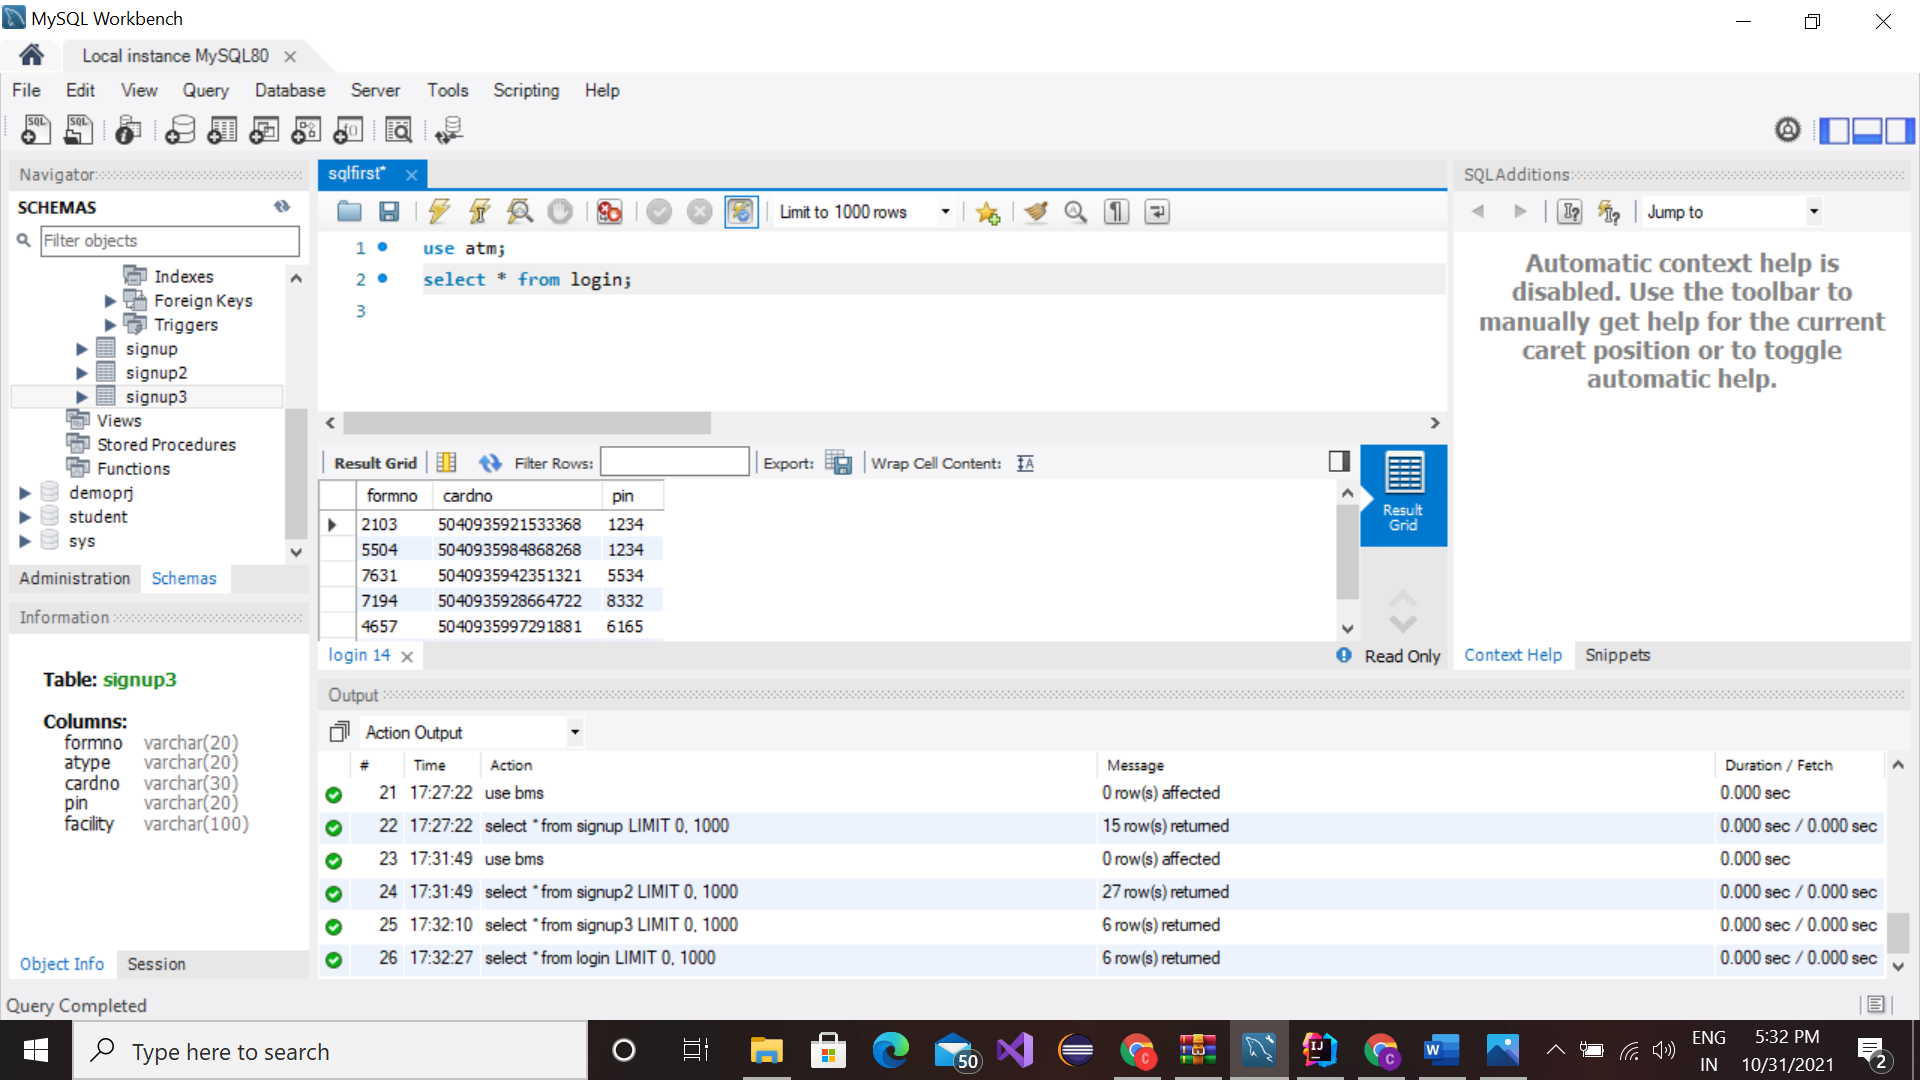 MySQL Workbench
Local instance MySQL80
File Edit View Query Database Server Tools Scripting Help
Navigator
SCHEMAS
Filter objects
Indexes
Foreign Keys
Triggers
signup
signup2
signup3
Views
Stored Procedures
Functions
demoprj
student
sys
Administration Schemas
Information
Table: signup3
Columns:
formno varchar(20)
atype varchar(20)
cardno varchar(30)
pin varchar(20)
facility varchar(100)
Object Info Session
Query Completed
sqlfirst*
Limit to 1000 rows
1 use atm;
2 select * from login;
3
Result Grid Filter Rows: Export: Wrap Cell Content:
formno cardno pin
2103 5040935921533368 1234
5504 5040935984868268 1234
7631 5040935942351321 5534
7194 5040935928664722 8332
4657 5040935997291881 6165
Result
Grid
login 14
Read Only
SQLAdditions
Jump to
Automatic context help is
disabled. Use the toolbar to
manually get help for the current
caret position or to toggle
automatic help.
Context Help Snippets
Output
Action Output
# Time Action Message Duration / Fetch
21 17:27:22 use bms 0 row(s) affected 0.000 sec
22 17:27:22 select * from signup LIMIT 0, 1000 15 row(s) returned 0.000 sec / 0.000 sec
23 17:31:49 use bms 0 row(s) affected 0.000 sec
24 17:31:49 select * from signup2 LIMIT 0, 1000 27 row(s) returned 0.000 sec / 0.000 sec
25 17:32:10 select * from signup3 LIMIT 0, 1000 6 row(s) returned 0.000 sec / 0.000 sec
26 17:32:27 select * from login LIMIT 0, 1000 6 row(s) returned 0.000 sec / 0.000 sec
Type here to search
50
ENG
IN
5:32 PM
10/31/2021
2